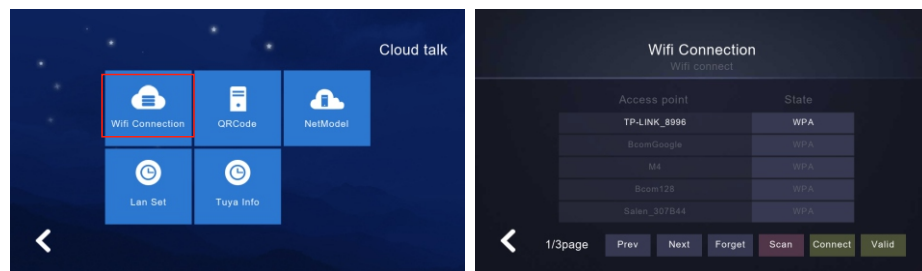 Cloud talk
Wifi Connection
QRCode
NetModel
Lan Set
Tuya Info
Wifi Connection
Wifi connect
Access point State
TP-LINK_8996 WPA
BcomGoogle WPA
M4 WPA
Bcom128 WPA
Salen_307B44 WPA
1/3page Prev Next Forget Scan Connect Valid